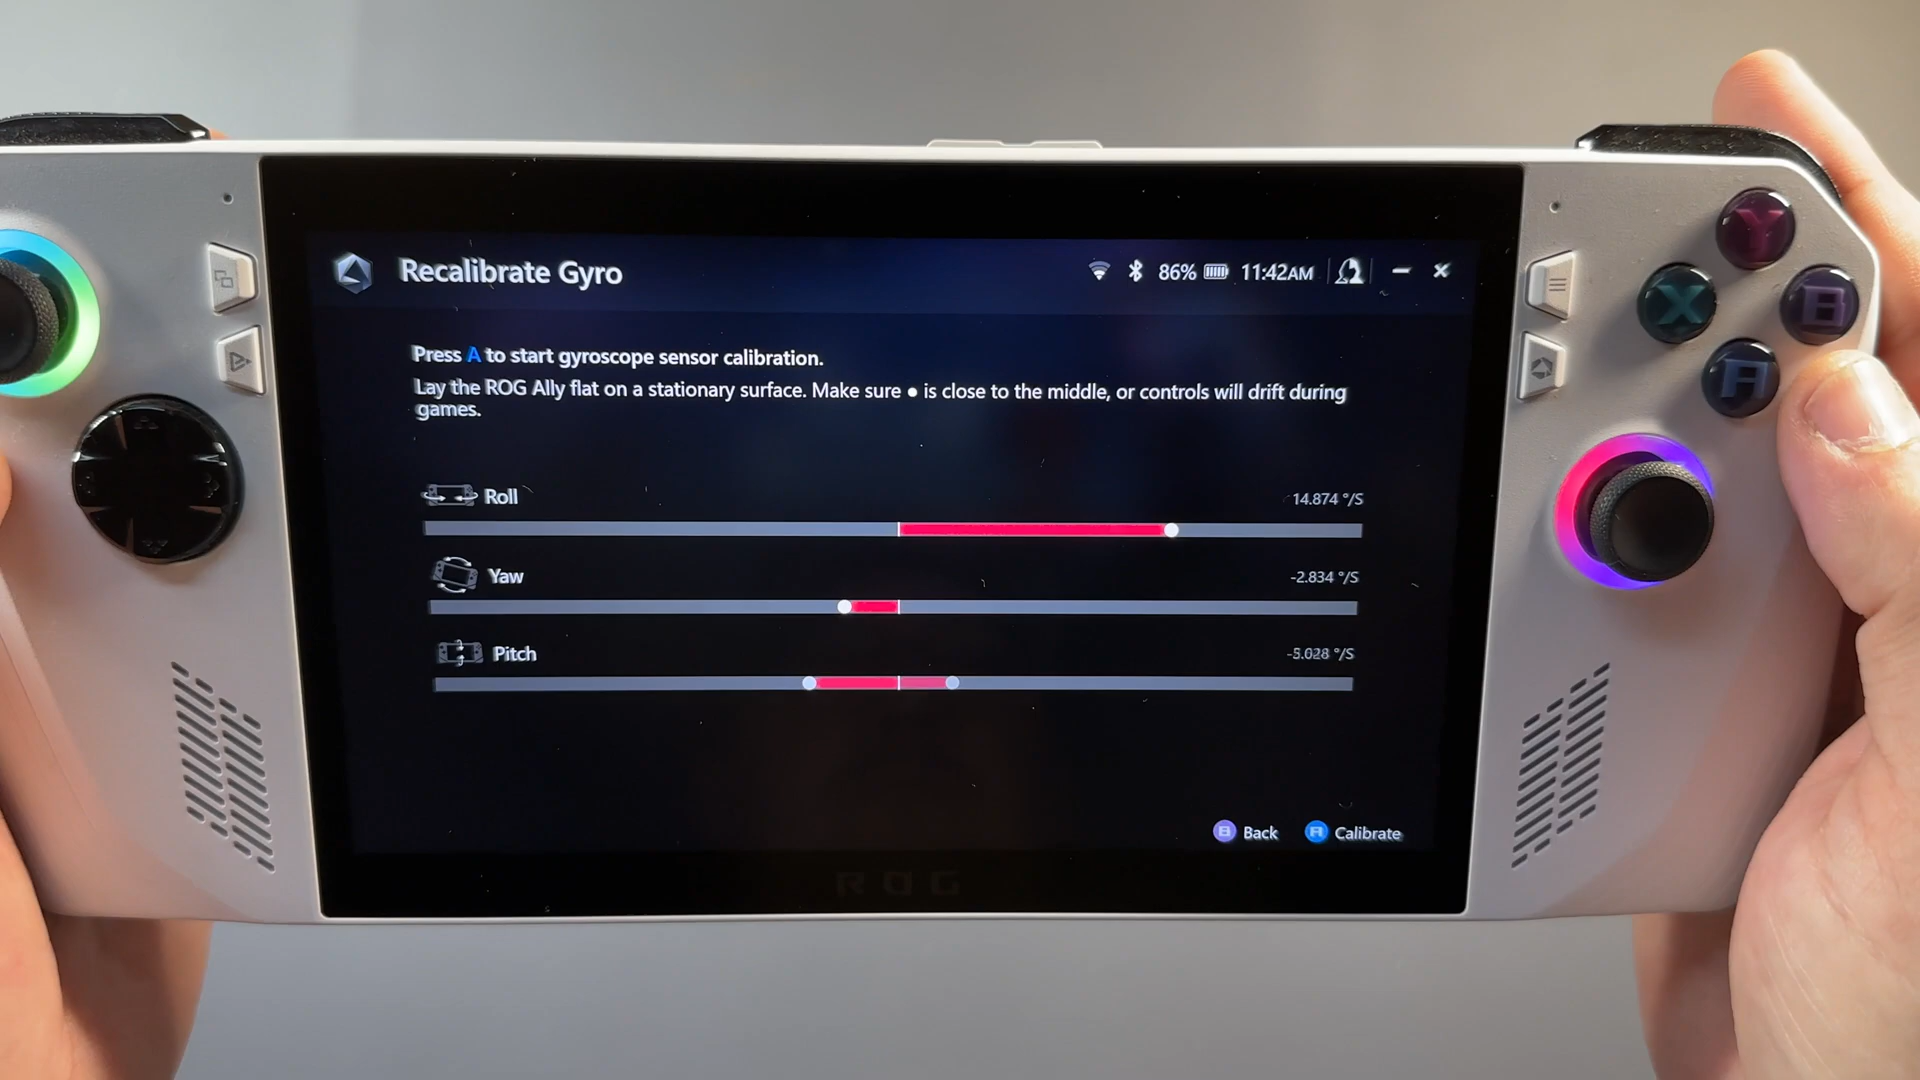 Recalibrate Gyro
86% 11:42AM
Press A to start gyroscope sensor calibration.
Lay the ROG Ally flat on a stationary surface. Make sure ● is close to the middle, or controls will drift during
games.
Roll 14.874 °/S
Yaw -2.834 °/S
Pitch -5.028 °/S
B Back A Calibrate
ROG
Y
X
B
A